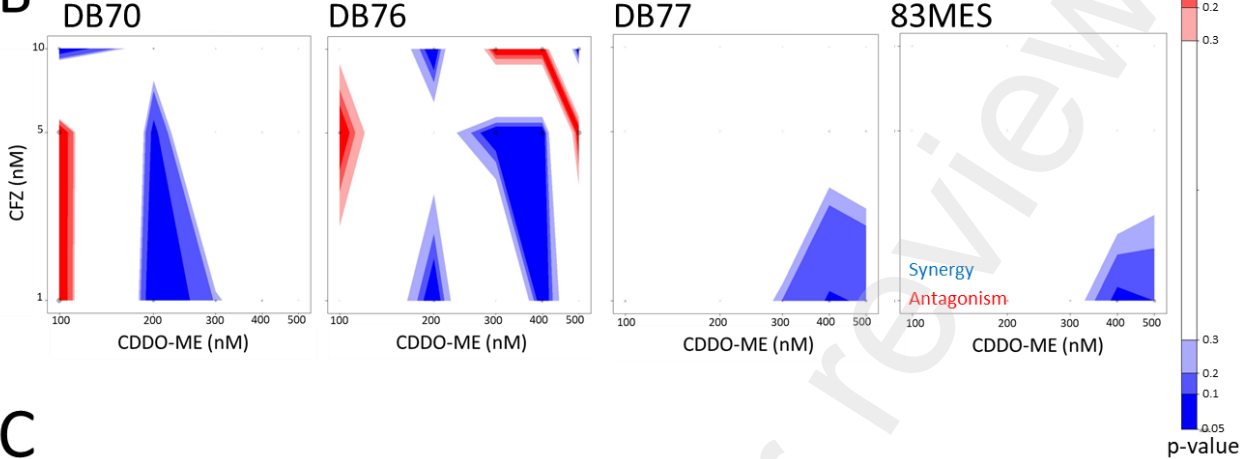 B
DB70
DB76
DB77
83MES
0.2
0.3
10
5
1
CFZ (nM)
Synergy
Antagonism
100 200 300 400 500
100 200 300 400 500
100 200 300 400 500
100 200 300 400 500
CDDO-ME (nM)
CDDO-ME (nM)
CDDO-ME (nM)
CDDO-ME (nM)
0.3
0.2
0.1
0.05
p-value
C
review